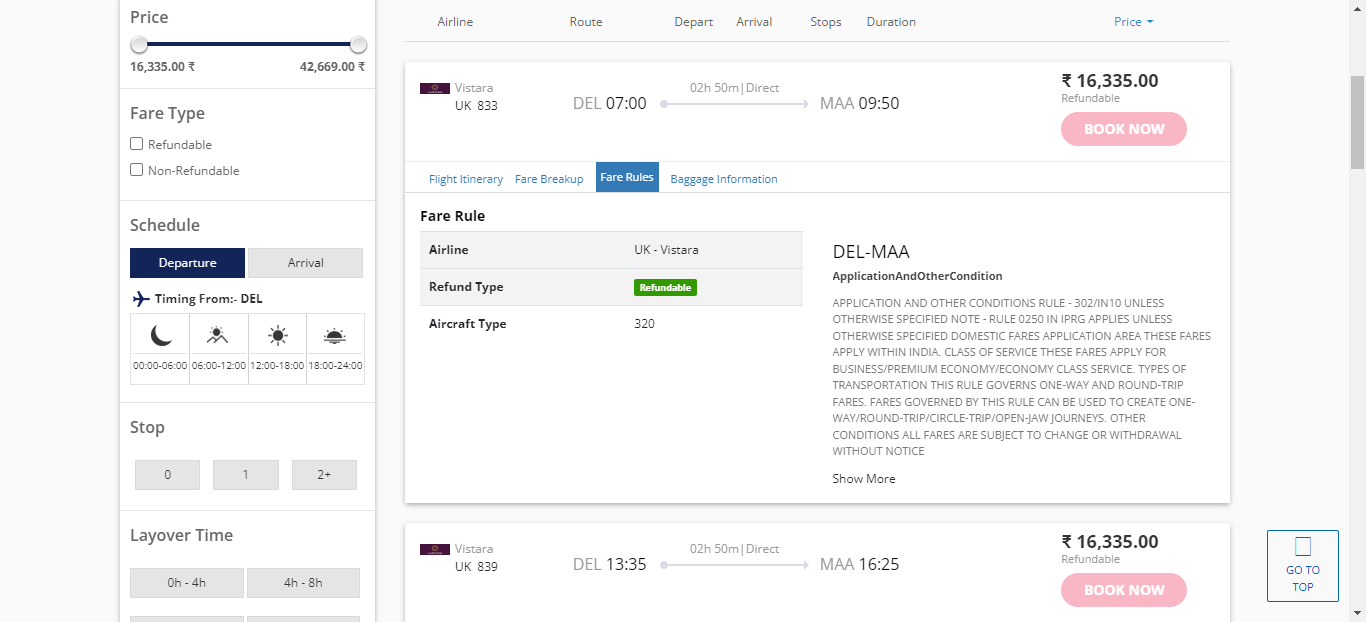 Price
16,335.00 ₹ 42,669.00 ₹
Fare Type
Refundable
Non-Refundable
Schedule
Departure Arrival
Timing From:- DEL
00:00-06:00 06:00-12:00 12:00-18:00 18:00-24:00
Stop
0 1 2+
Layover Time
0h - 4h 4h - 8h
Airline Route Depart Arrival Stops Duration Price
Vistara
UK 833
DEL 07:00
02h 50m|Direct
MAA 09:50
₹ 16,335.00
Refundable
BOOK NOW
Flight Itinerary Fare Breakup Fare Rules Baggage Information
Fare Rule
Airline UK - Vistara
Refund Type Refundable
Aircraft Type 320
DEL-MAA
ApplicationAndOtherCondition
APPLICATION AND OTHER CONDITIONS RULE - 302/IN10 UNLESS
OTHERWISE SPECIFIED NOTE - RULE 0250 IN IPRG APPLIES UNLESS
OTHERWISE SPECIFIED DOMESTIC FARES APPLICATION AREA THESE FARES
APPLY WITHIN INDIA. CLASS OF SERVICE THESE FARES APPLY FOR
BUSINESS/PREMIUM ECONOMY/ECONOMY CLASS SERVICE. TYPES OF
TRANSPORTATION THIS RULE GOVERNS ONE-WAY AND ROUND-TRIP
FARES. FARES GOVERNED BY THIS RULE CAN BE USED TO CREATE ONE-
WAY/ROUND-TRIP/CIRCLE-TRIP/OPEN-JAW JOURNEYS. OTHER
CONDITIONS ALL FARES ARE SUBJECT TO CHANGE OR WITHDRAWAL
WITHOUT NOTICE
Show More
Vistara
UK 839
DEL 13:35
02h 50m|Direct
MAA 16:25
₹ 16,335.00
Refundable
BOOK NOW
GO TO
TOP